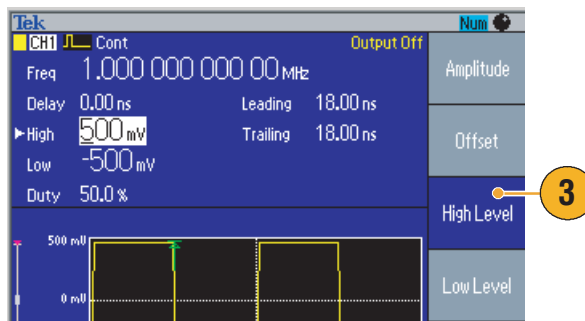 Tek
Num
CH1 Cont Output Off
Freq 1.000 000 000 00 MHz
Amplitude
Delay 0.00 ns Leading 18.00 ns
High 500 mV Trailing 18.00 ns
Offset
Low -500 mV
Duty 50.0 %
High Level
3
500 mV
Low Level
0 mV